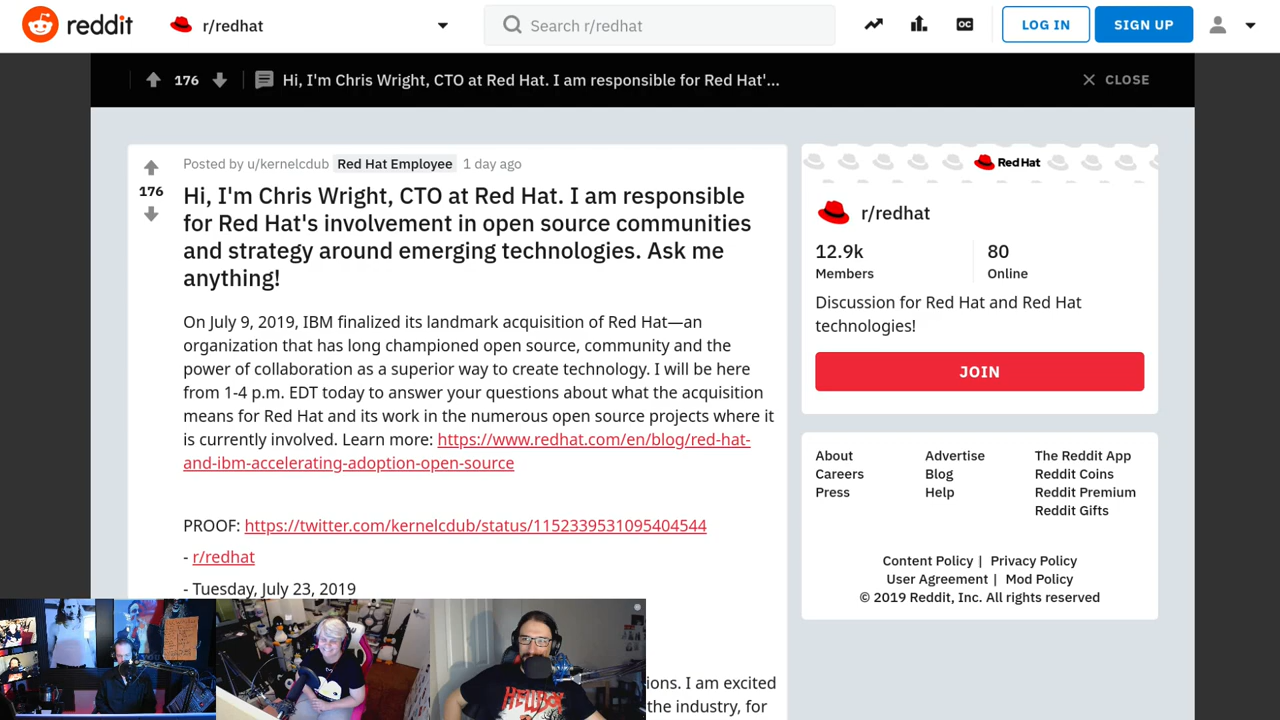 reddit
r/redhat
Search r/redhat
LOG IN
SIGN UP
176
Hi, I'm Chris Wright, CTO at Red Hat. I am responsible for Red Hat'...
CLOSE
Posted by u/kernelcdub Red Hat Employee 1 day ago
176
Hi, I'm Chris Wright, CTO at Red Hat. I am responsible
for Red Hat's involvement in open source communities
and strategy around emerging technologies. Ask me
anything!
On July 9, 2019, IBM finalized its landmark acquisition of Red Hat—an
organization that has long championed open source, community and the
power of collaboration as a superior way to create technology. I will be here
from 1-4 p.m. EDT today to answer your questions about what the acquisition
means for Red Hat and its work in the numerous open source projects where it
is currently involved. Learn more: https://www.redhat.com/en/blog/red-hat-
and-ibm-accelerating-adoption-open-source
PROOF: https://twitter.com/kernelcdub/status/1152339531095404544
- r/redhat
- Tuesday, July 23, 2019
ions. I am excited
the industry, for
Red Hat
r/redhat
12.9k
Members
80
Online
Discussion for Red Hat and Red Hat
technologies!
JOIN
About
Careers
Press
Advertise
Blog
Help
The Reddit App
Reddit Coins
Reddit Premium
Reddit Gifts
Content Policy | Privacy Policy
User Agreement | Mod Policy
© 2019 Reddit, Inc. All rights reserved
HELLBOY